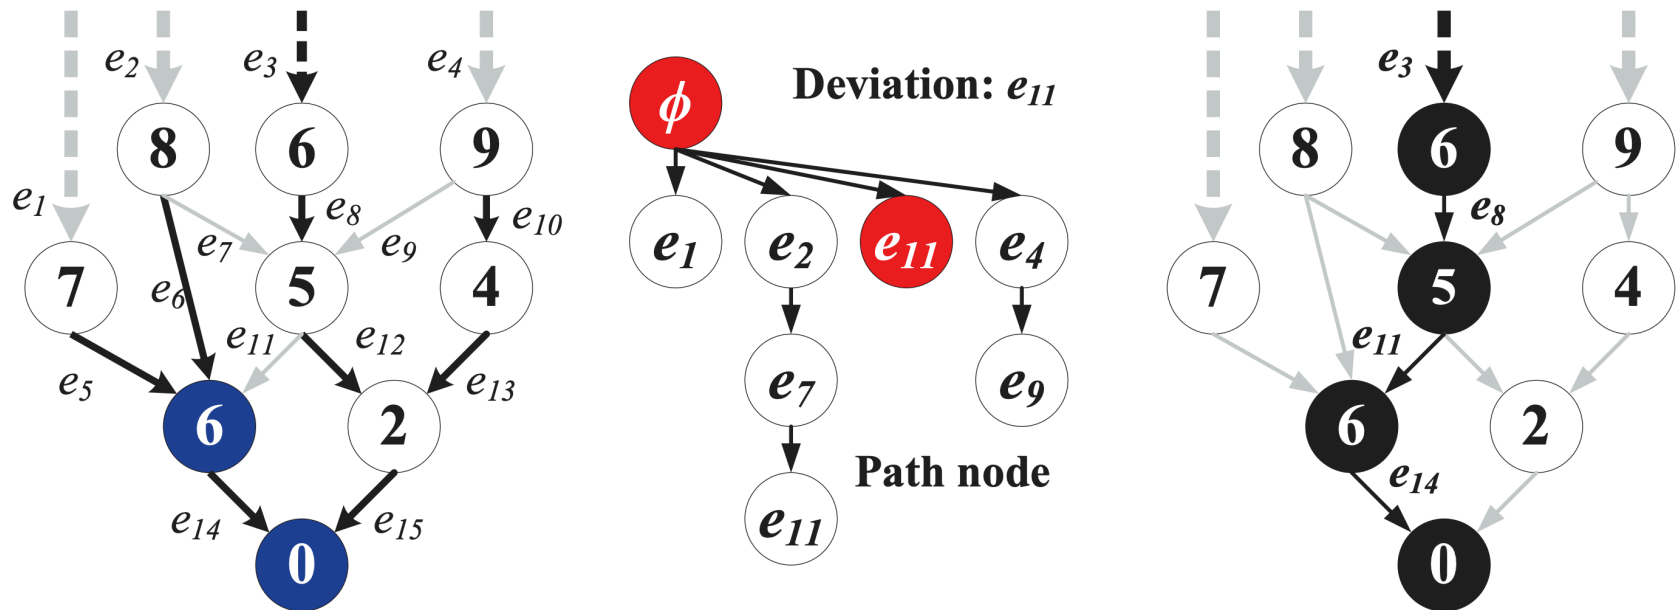 e2 e3 e4
8 6 9
e1 e8 e10
e7 e9
7 5 4
e6
e11 e12
e5 e13
6 2
e14 e15
0
ϕ Deviation: e11
e1 e2 e11 e4
e7 e9
Path node
e11
e3
8 6 9
e8
7 5 4
e11
6 2
e14
0